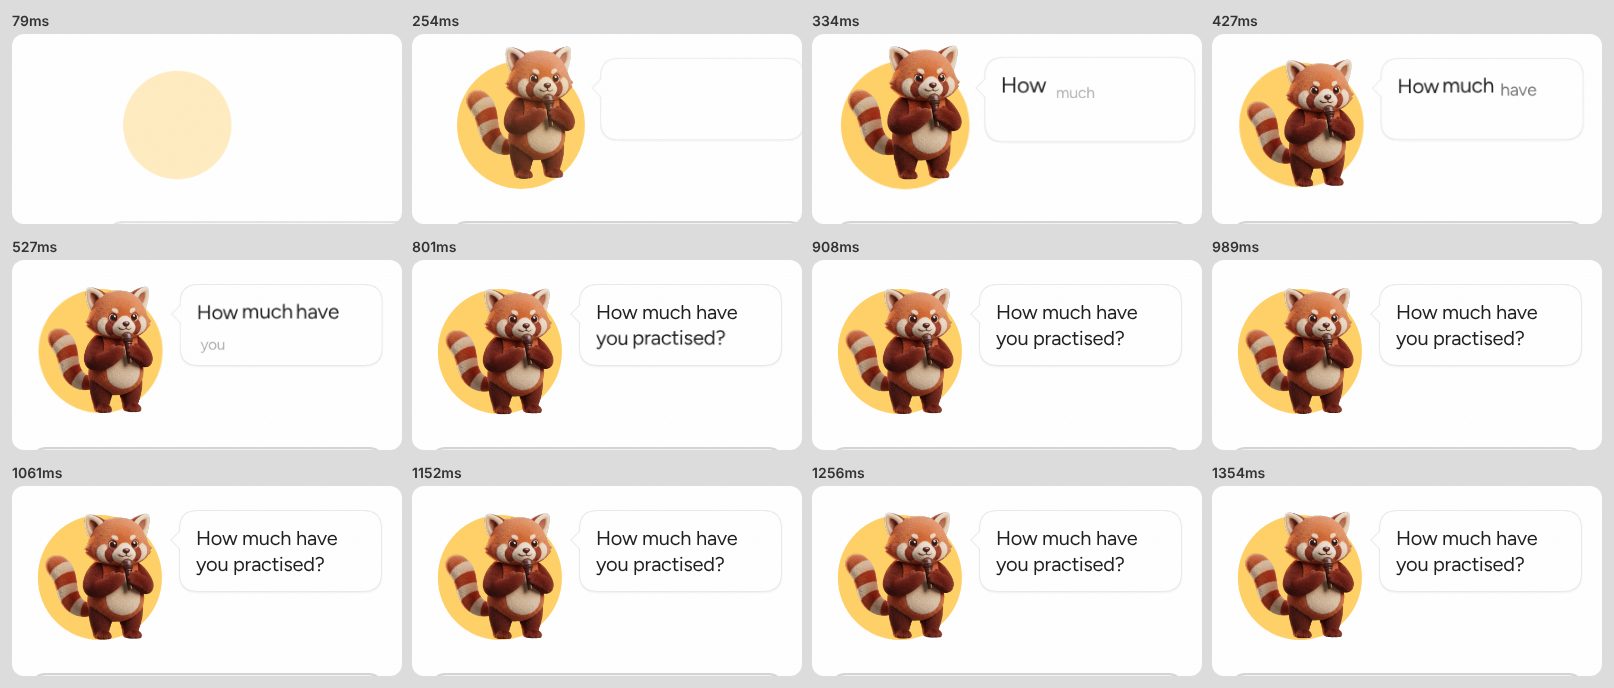 79ms
254ms
334ms
427ms
How much
How much have
527ms
801ms
908ms
989ms
How much have
you
How much have
you practised?
How much have
you practised?
How much have
you practised?
1061ms
1152ms
1256ms
1354ms
How much have
you practised?
How much have
you practised?
How much have
you practised?
How much have
you practised?